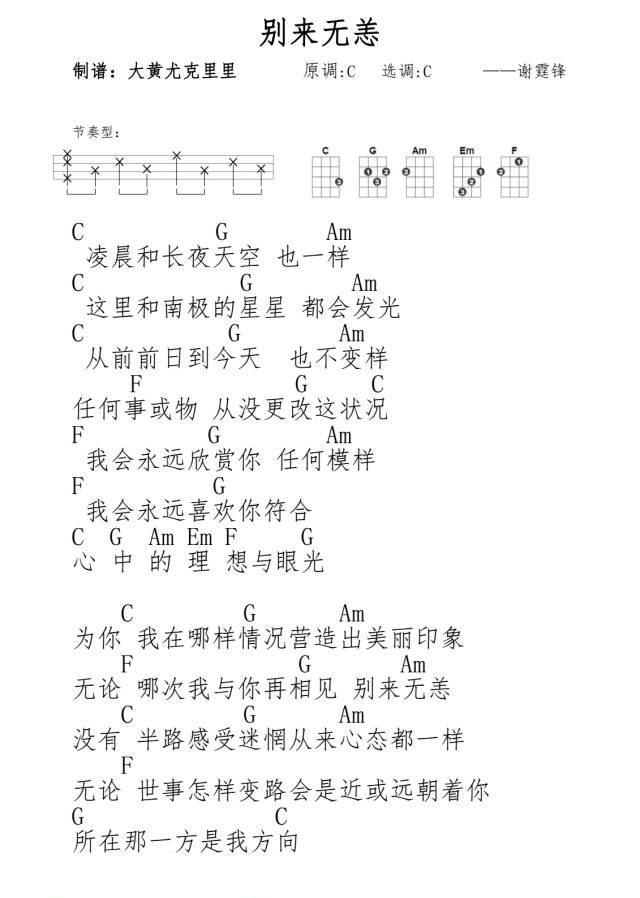 别来无恙
制谱：大黄尤克里里 原调:C 选调:C ——谢霆锋
节奏型：
C G Am Em F
C G Am
凌晨和长夜天空 也一样
C G Am
这里和南极的星星 都会发光
C G Am
从前前日到今天 也不变样
F G C
任何事或物 从没更改这状况
F G Am
我会永远欣赏你 任何模样
F G
我会永远喜欢你符合
C G Am Em F G
心 中 的 理 想与眼光
C G Am
为你 我在哪样情况营造出美丽印象
F G Am
无论 哪次我与你再相见 别来无恙
C G Am
没有 半路感受迷惘从来心态都一样
F
无论 世事怎样变路会是近或远朝着你
G C
所在那一方是我方向